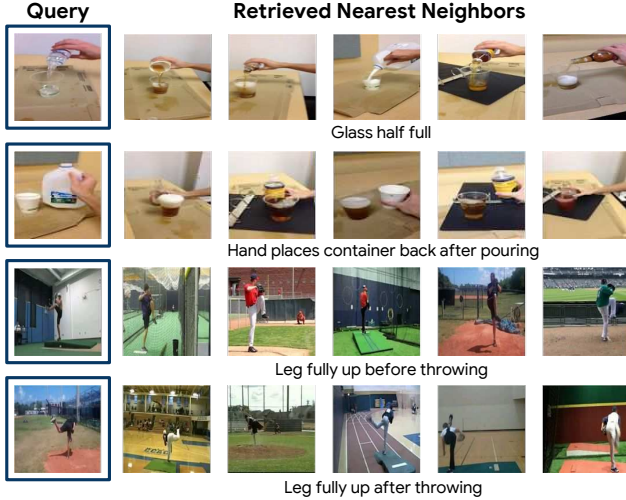 Query
Retrieved Nearest Neighbors
Glass half full
Hand places container back after pouring
Leg fully up before throwing
Leg fully up after throwing